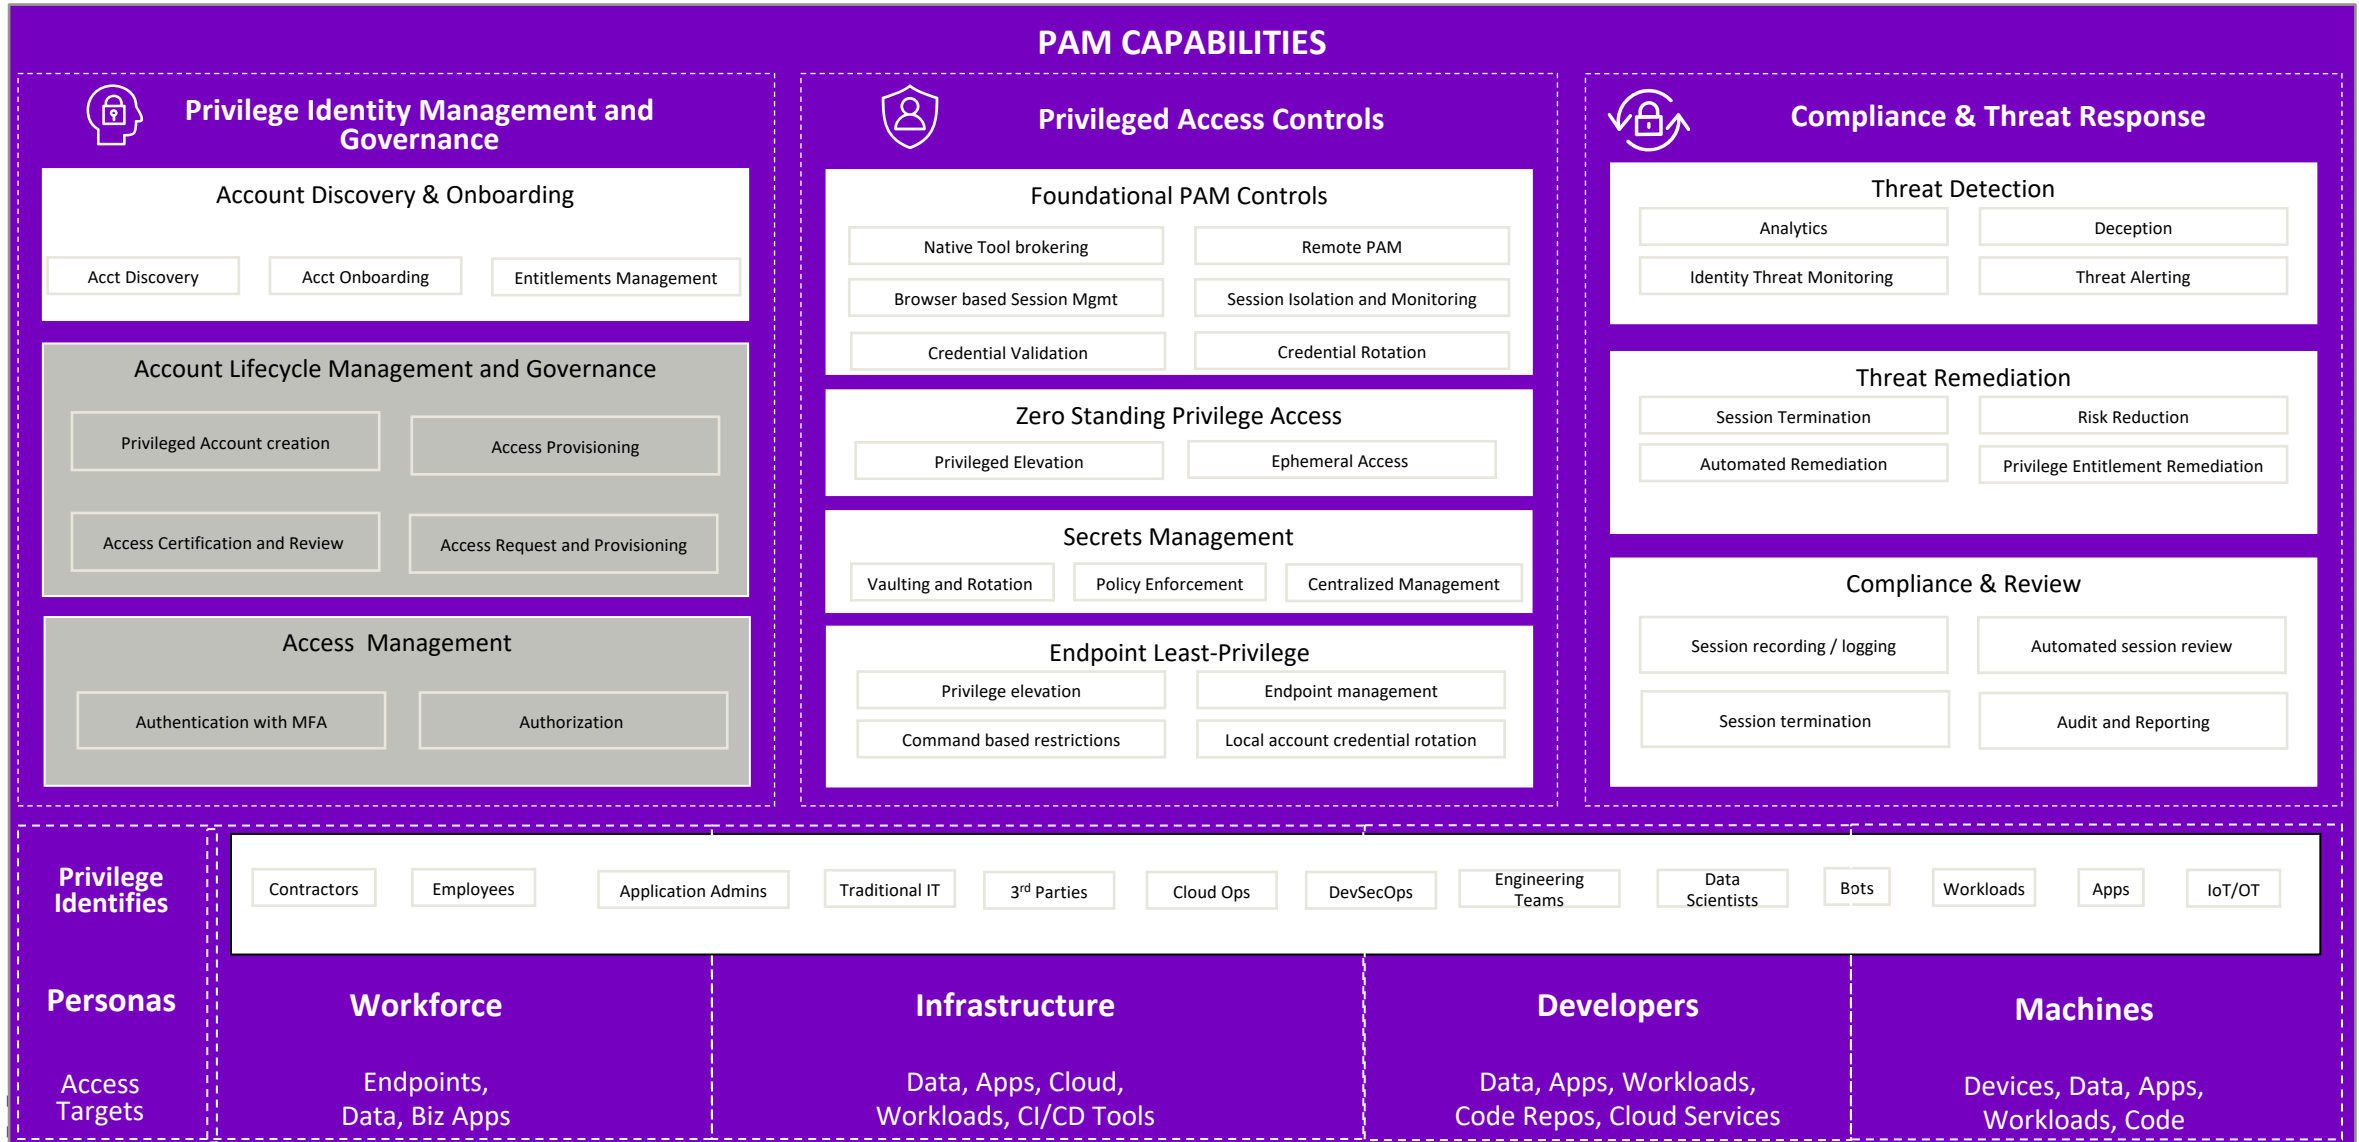 PAM CAPABILITIES
Privilege Identity Management and
Governance
Account Discovery & Onboarding
Acct Discovery
Acct Onboarding
Entitlements Management
Account Lifecycle Management and Governance
Privileged Account creation
Access Provisioning
Access Certification and Review
Access Request and Provisioning
Access Management
Authentication with MFA
Authorization
Privileged Access Controls
Foundational PAM Controls
Native Tool brokering
Remote PAM
Browser based Session Mgmt
Session Isolation and Monitoring
Credential Validation
Credential Rotation
Zero Standing Privilege Access
Privileged Elevation
Ephemeral Access
Secrets Management
Vaulting and Rotation
Policy Enforcement
Centralized Management
Endpoint Least-Privilege
Privilege elevation
Endpoint management
Command based restrictions
Local account credential rotation
Compliance & Threat Response
Threat Detection
Analytics
Deception
Identity Threat Monitoring
Threat Alerting
Threat Remediation
Session Termination
Risk Reduction
Automated Remediation
Privilege Entitlement Remediation
Compliance & Review
Session recording / logging
Automated session review
Session termination
Audit and Reporting
Privilege
Identifies
Contractors
Employees
Application Admins
Traditional IT
3rd Parties
Cloud Ops
DevSecOps
Engineering
Teams
Data
Scientists
Bots
Workloads
Apps
IoT/OT
Personas
Workforce
Infrastructure
Developers
Machines
Access
Targets
Endpoints,
Data, Biz Apps
Data, Apps, Cloud,
Workloads, CI/CD Tools
Data, Apps, Workloads,
Code Repos, Cloud Services
Devices, Data, Apps,
Workloads, Code